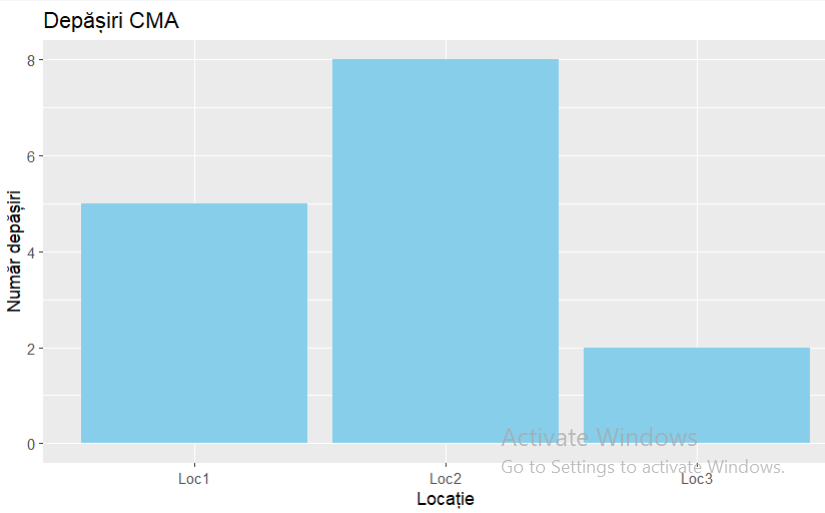 Depășiri CMA
Număr depășiri
8
6
4
2
0
Loc1
Loc2
Loc3
Locație
Activate Windows
Go to Settings to activate Windows.